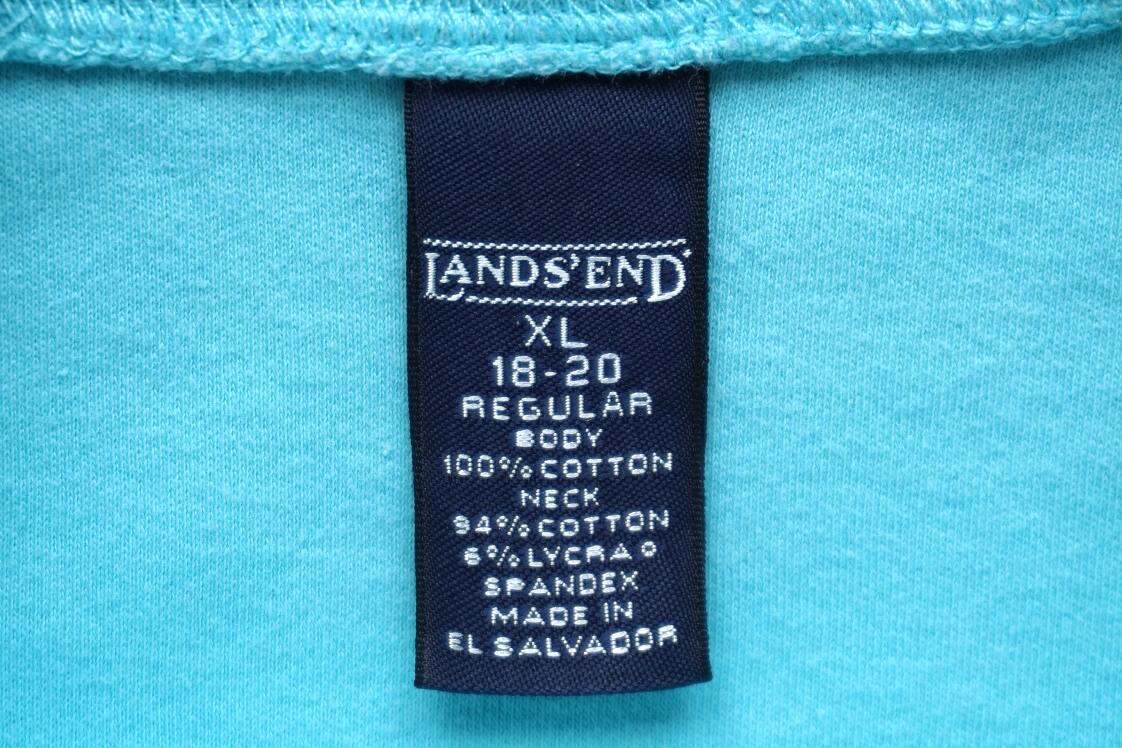 LANDS' END
XL
18-20
REGULAR
BODY
100% COTTON
NECK
94% COTTON
6% LYCRA®
SPANDEX
MADE IN
EL SALVADOR